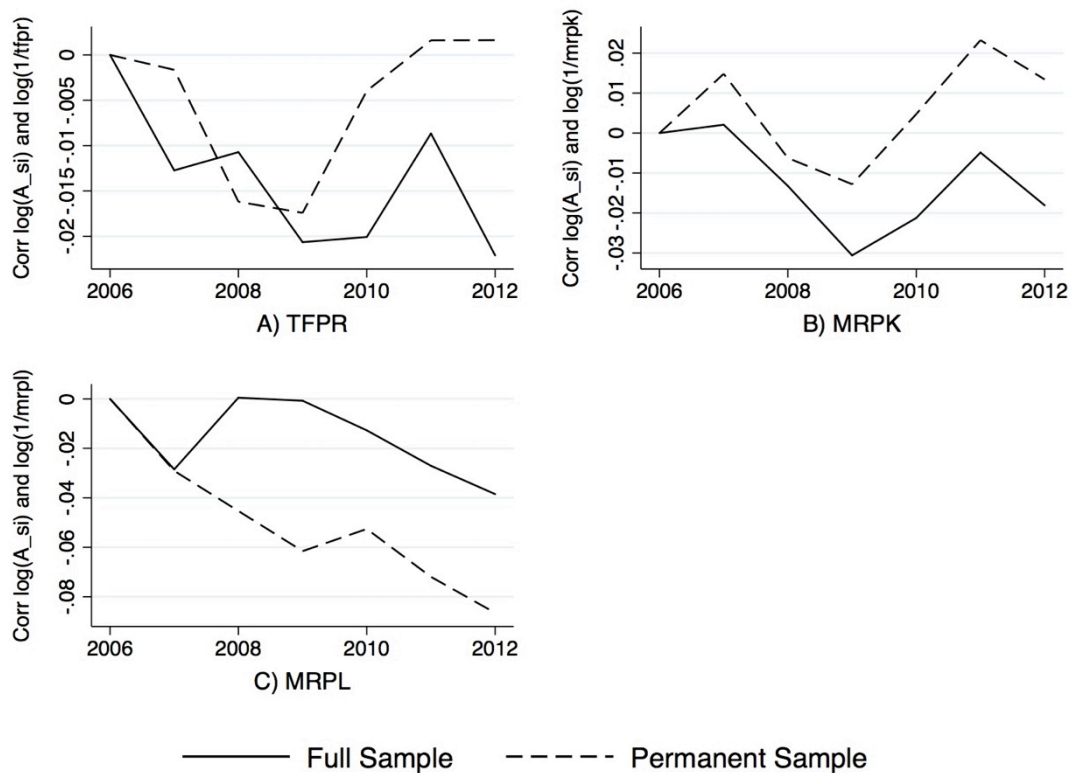 Corr log(A_si) and log(1/tfpr)
0
-.005
-.01
-.015
-.02
2006 2008 2010 2012
A) TFPR
Corr log(A_si) and log(1/mrpk)
.02
.01
0
-.01
-.02
-.03
2006 2008 2010 2012
B) MRPK
Corr log(A_si) and log(1/mrpl)
0
-.02
-.04
-.06
-.08
2006 2008 2010 2012
C) MRPL
Full Sample Permanent Sample